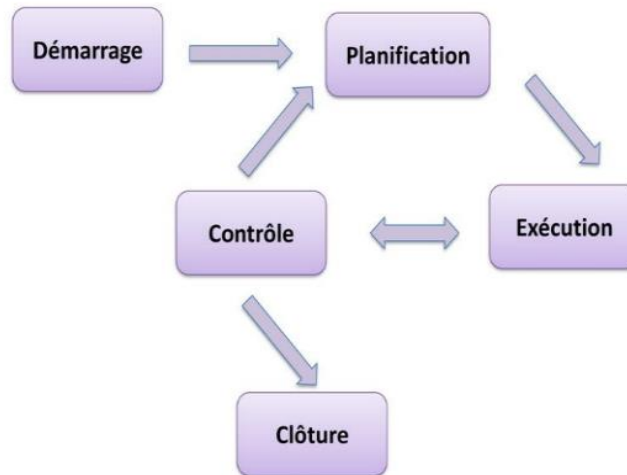 Démarrage
Planification
Contrôle
Exécution
Clôture